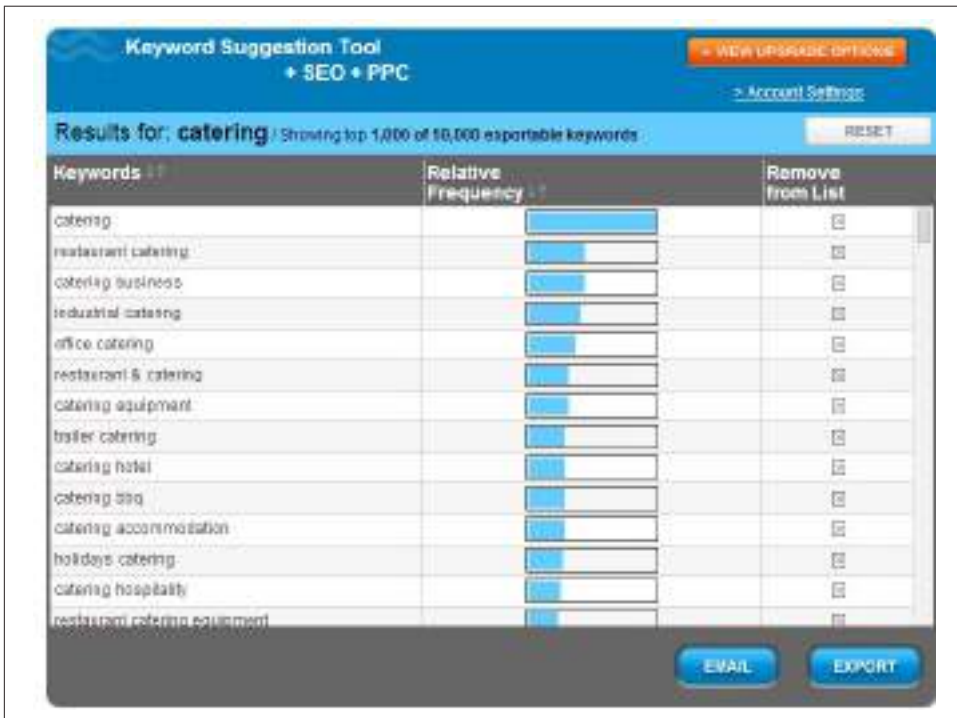 Keyword Suggestion Tool
+ SEO + PPC
+ VIEW UPGRADE OPTIONS
> Account Settings
Results for: catering / Showing top 1,000 of 10,000 exportable keywords
RESET
Keywords
Relative
Frequency
Remove
from List
catering
restaurant catering
catering business
industrial catering
office catering
restaurant & catering
catering equipment
trailer catering
catering hotel
catering bbq
catering accommodation
holidays catering
catering hospitality
restaurant catering equipment
EMAIL
EXPORT